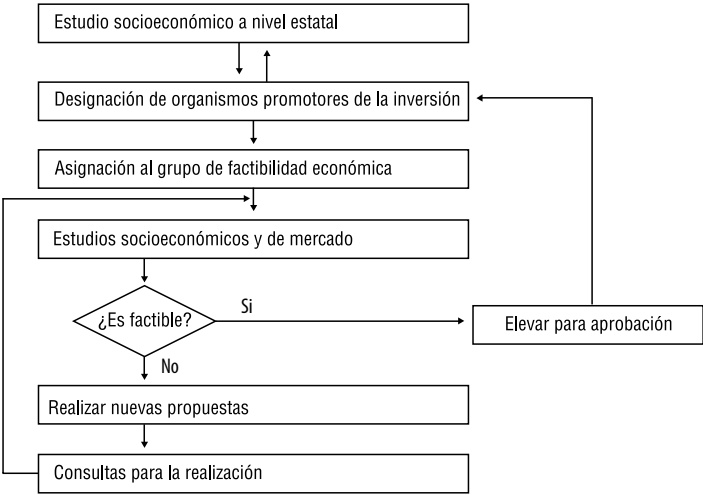 Estudio socioeconómico a nivel estatal
Designación de organismos promotores de la inversión
Asignación al grupo de factibilidad económica
Estudios socioeconómicos y de mercado
¿Es factible?
Si
Elevar para aprobación
No
Realizar nuevas propuestas
Consultas para la realización